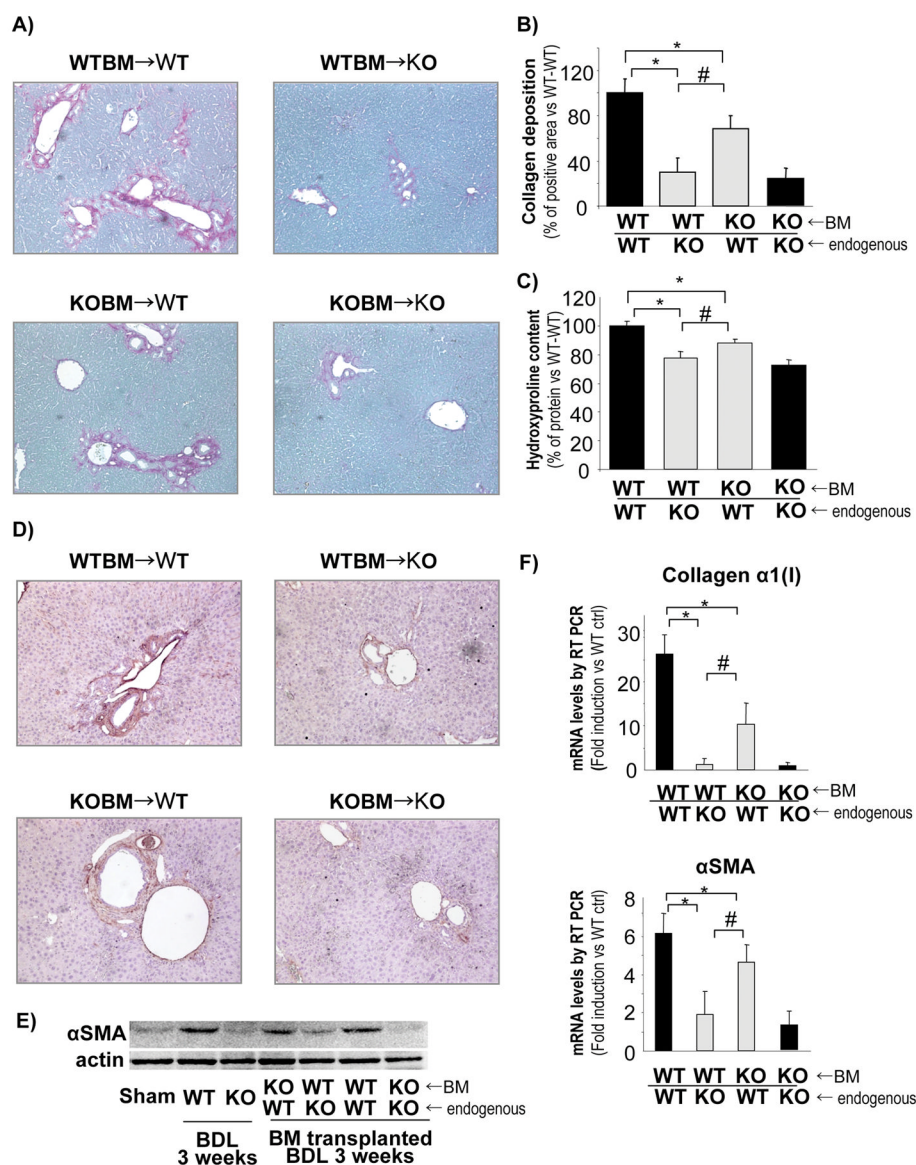 A)
WTBM→WT
WTBM→KO
KOBM→WT
KOBM→KO
B)
Collagen deposition
(% of positive area vs WT-WT)
120
80
40
0
* * #
WT WT KO KO ←BM
WT KO WT KO ← endogenous
C)
Hydroxyproline content
(% of protein vs WT-WT)
120
100
80
60
40
20
0
* * #
WT WT KO KO ←BM
WT KO WT KO ← endogenous
D)
WTBM→WT
WTBM→KO
KOBM→WT
KOBM→KO
E)
αSMA
actin
Sham WT KO KO WT WT KO ←BM
WT KO WT KO ← endogenous
BDL
3 weeks
BM transplanted
BDL 3 weeks
F)
Collagen α1(I)
mRNA levels by RT PCR
(Fold induction vs WT ctrl)
30
20
10
0
* * #
WT WT KO KO ←BM
WT KO WT KO ← endogenous
αSMA
mRNA levels by RT PCR
(Fold induction vs WT ctrl)
8
6
4
2
0
* * #
WT WT KO KO ←BM
WT KO WT KO ← endogenous